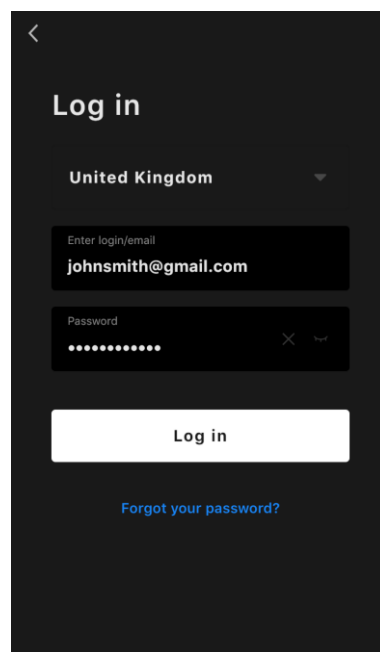 Log in
United Kingdom
Enter login/email
johnsmith@gmail.com
Password
••••••••••••
Log in
Forgot your password?